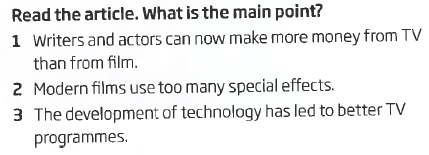 Read the article. What is the main point?
1 Writers and actors can now make more money from TV
than from film.
2 Modern films use too many special effects.
3 The development of technology has led to better TV
programmes.